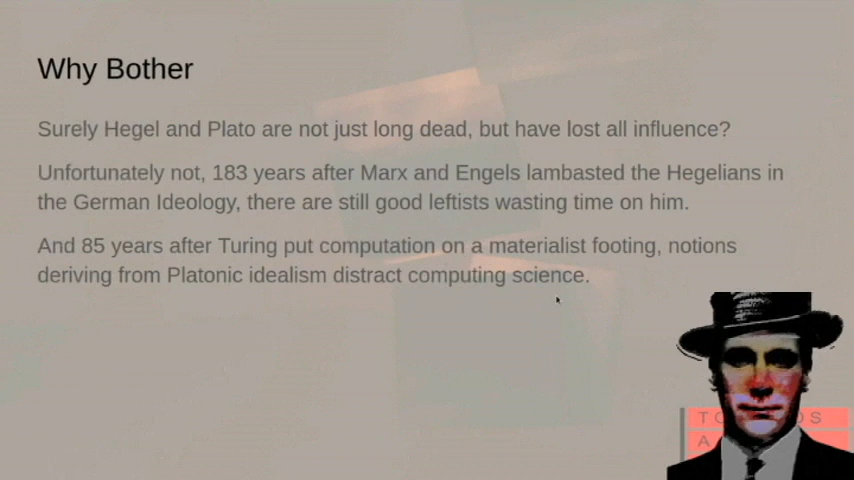 Why Bother
Surely Hegel and Plato are not just long dead, but have lost all influence?
Unfortunately not, 183 years after Marx and Engels lambasted the Hegelians in
the German Ideology, there are still good leftists wasting time on him.
And 85 years after Turing put computation on a materialist footing, notions
deriving from Platonic idealism distract computing science.